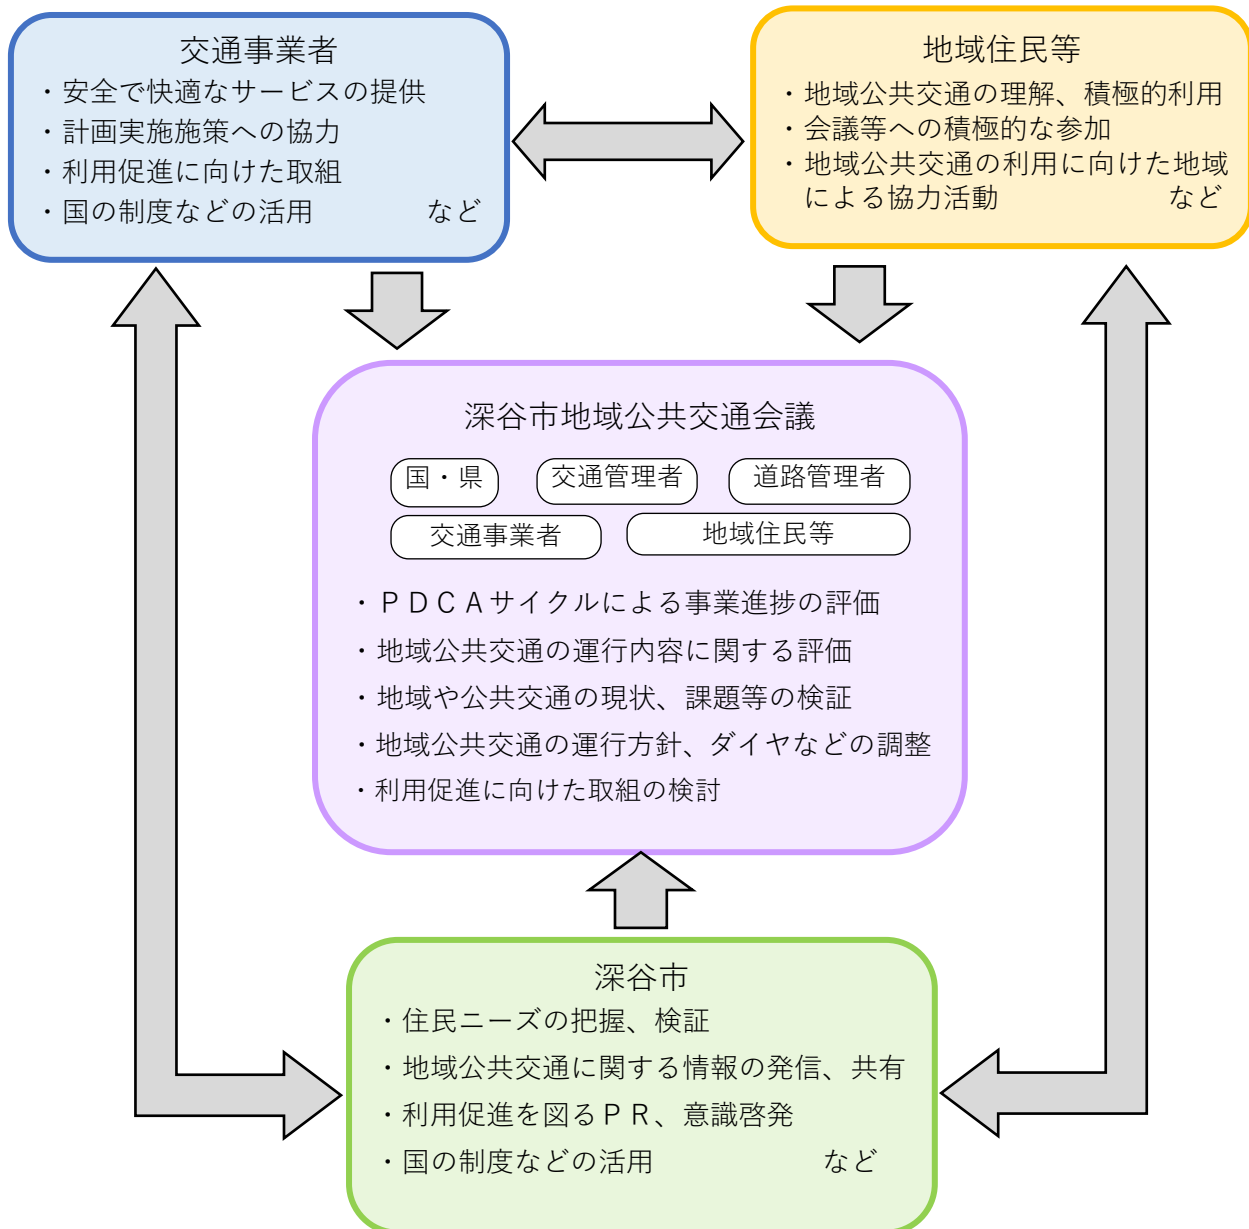 交通事業者
・安全で快適なサービスの提供
・計画実施施策への協力
・利用促進に向けた取組
・国の制度などの活用 など
地域住民等
・地域公共交通の理解、積極的利用
・会議等への積極的な参加
・地域公共交通の利用に向けた地域
による協力活動 など
深谷市地域公共交通会議
国・県 交通管理者 道路管理者
交通事業者 地域住民等
・ＰＤＣＡサイクルによる事業進捗の評価
・地域公共交通の運行内容に関する評価
・地域や公共交通の現状、課題等の検証
・地域公共交通の運行方針、ダイヤなどの調整
・利用促進に向けた取組の検討
深谷市
・住民ニーズの把握、検証
・地域公共交通に関する情報の発信、共有
・利用促進を図るＰＲ、意識啓発
・国の制度などの活用 など